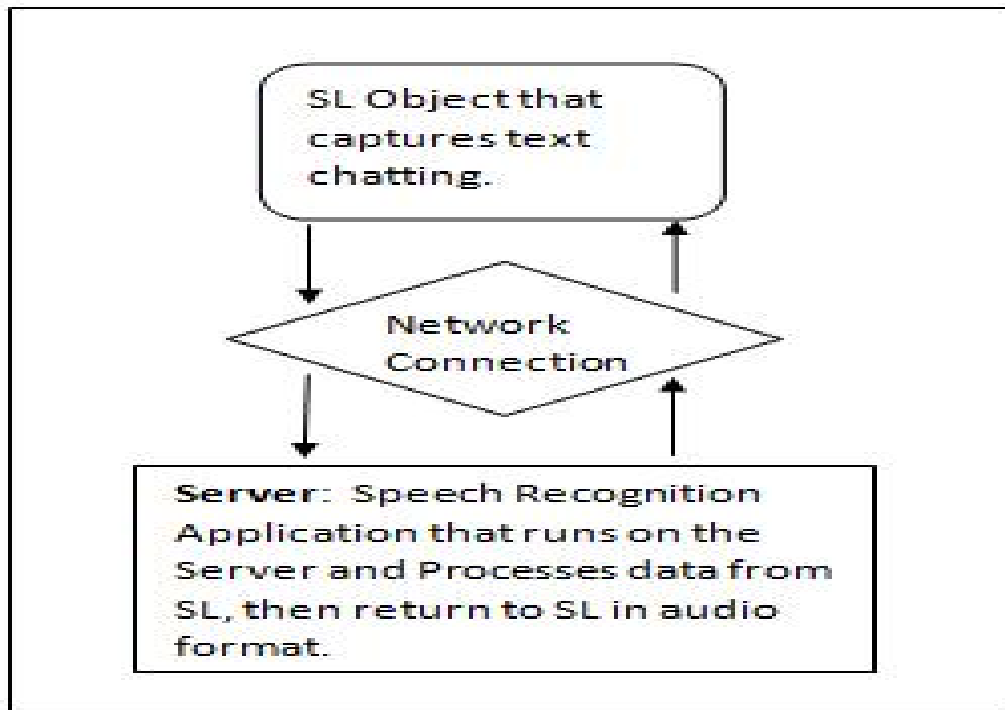 SL Object that
captures text
chatting.
Network
Connection
Server: Speech Recognition
Application that runs on the
Server and Processes data from
SL, then return to SL in audio
format.